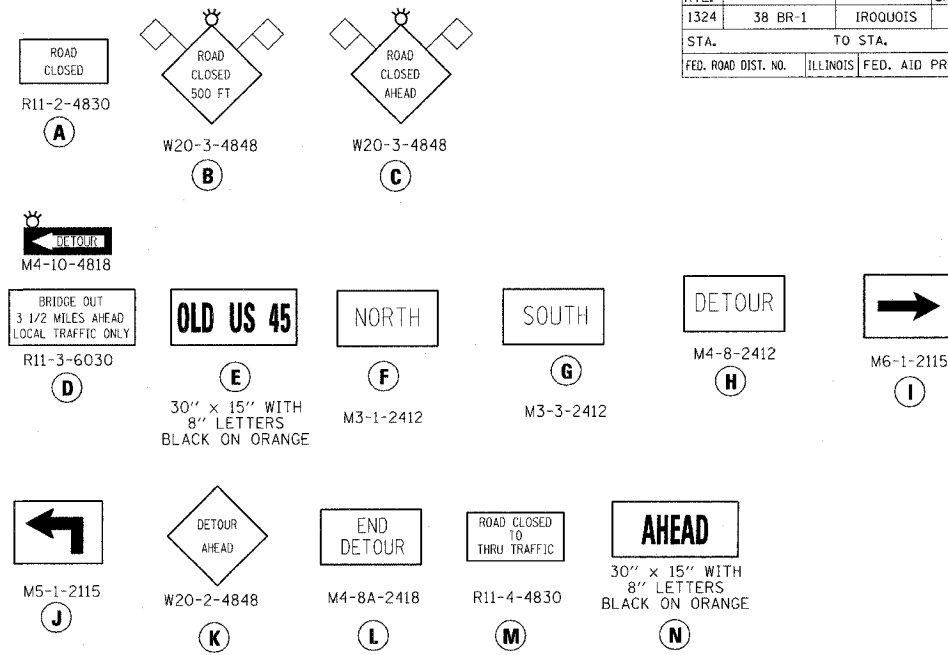 1324 38 BR-1 IROQUOIS
STA. TO STA.
FED. ROAD DIST. NO. ILLINOIS FED. AID PR
ROAD
CLOSED
R11-2-4830
A
ROAD
CLOSED
500 FT
W20-3-4848
B
ROAD
CLOSED
AHEAD
W20-3-4848
C
DETOUR
M4-10-4818
BRIDGE OUT
3 1/2 MILES AHEAD
LOCAL TRAFFIC ONLY
R11-3-6030
D
OLD US 45
E
30" x 15" WITH
8" LETTERS
BLACK ON ORANGE
NORTH
F
M3-1-2412
SOUTH
G
M3-3-2412
DETOUR
M4-8-2412
H
M6-1-2115
I
M5-1-2115
J
DETOUR
AHEAD
W20-2-4848
K
END
DETOUR
M4-8A-2418
L
ROAD CLOSED
TO
THRU TRAFFIC
R11-4-4830
M
AHEAD
30" x 15" WITH
8" LETTERS
BLACK ON ORANGE
N